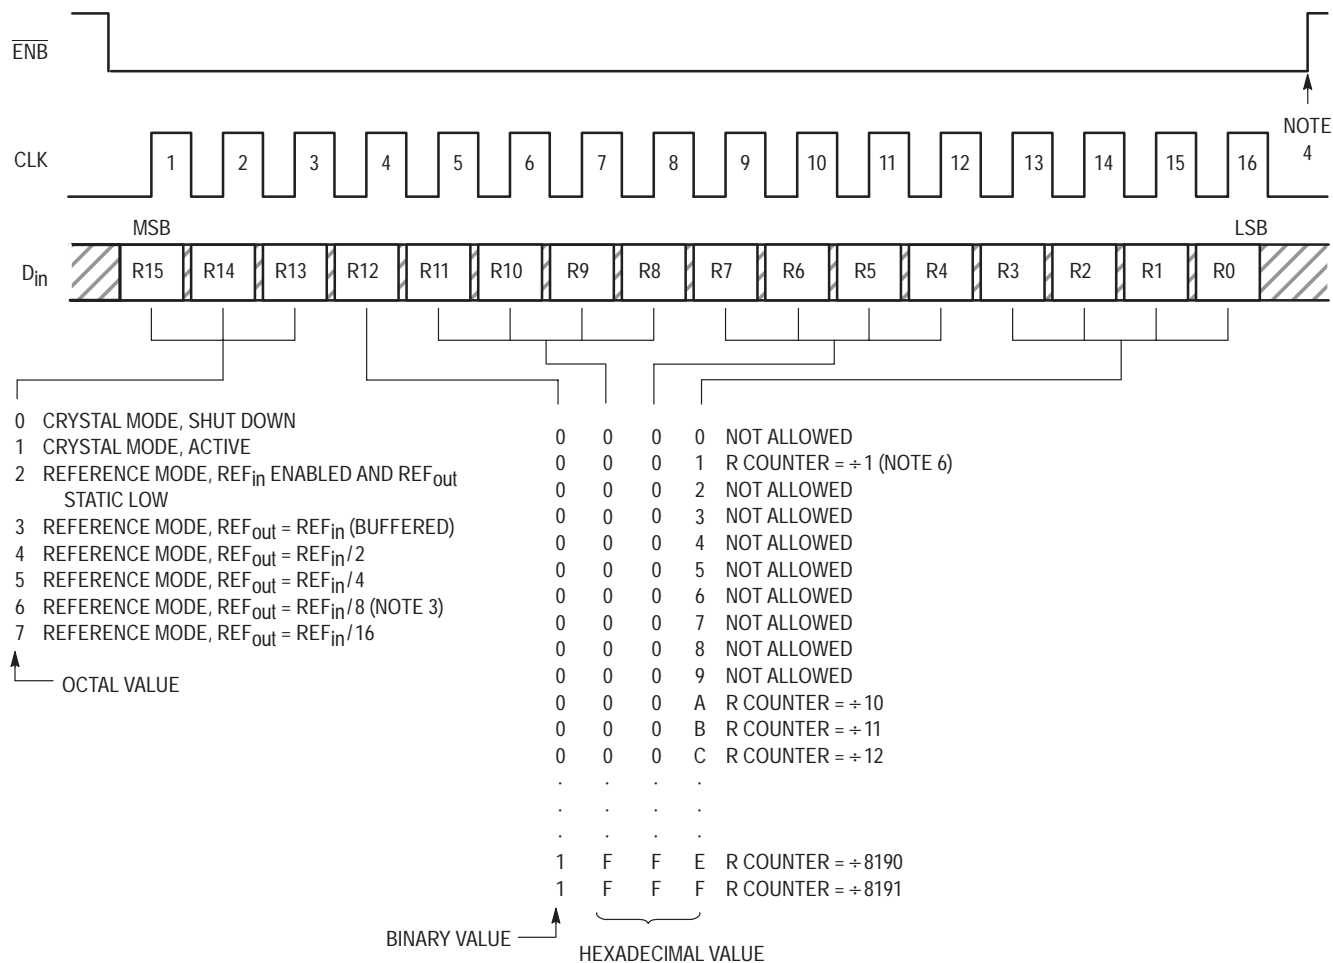 ENB
NOTE
4
CLK
1 2 3 4 5 6 7 8 9 10 11 12 13 14 15 16
MSB
LSB
Din
R15 R14 R13 R12 R11 R10 R9 R8 R7 R6 R5 R4 R3 R2 R1 R0
0 CRYSTAL MODE, SHUT DOWN
1 CRYSTAL MODE, ACTIVE
2 REFERENCE MODE, REFin ENABLED AND REFout
STATIC LOW
3 REFERENCE MODE, REFout = REFin (BUFFERED)
4 REFERENCE MODE, REFout = REFin/2
5 REFERENCE MODE, REFout = REFin/4
6 REFERENCE MODE, REFout = REFin/8 (NOTE 3)
7 REFERENCE MODE, REFout = REFin/16
OCTAL VALUE
0 0 0 0 NOT ALLOWED
0 0 0 1 R COUNTER = ÷1 (NOTE 6)
0 0 0 2 NOT ALLOWED
0 0 0 3 NOT ALLOWED
0 0 0 4 NOT ALLOWED
0 0 0 5 NOT ALLOWED
0 0 0 6 NOT ALLOWED
0 0 0 7 NOT ALLOWED
0 0 0 8 NOT ALLOWED
0 0 0 9 NOT ALLOWED
0 0 0 A R COUNTER = ÷10
0 0 0 B R COUNTER = ÷11
0 0 0 C R COUNTER = ÷12
. . . .
. . . .
. . . .
1 F F E R COUNTER = ÷8190
1 F F F R COUNTER = ÷8191
BINARY VALUE
HEXADECIMAL VALUE